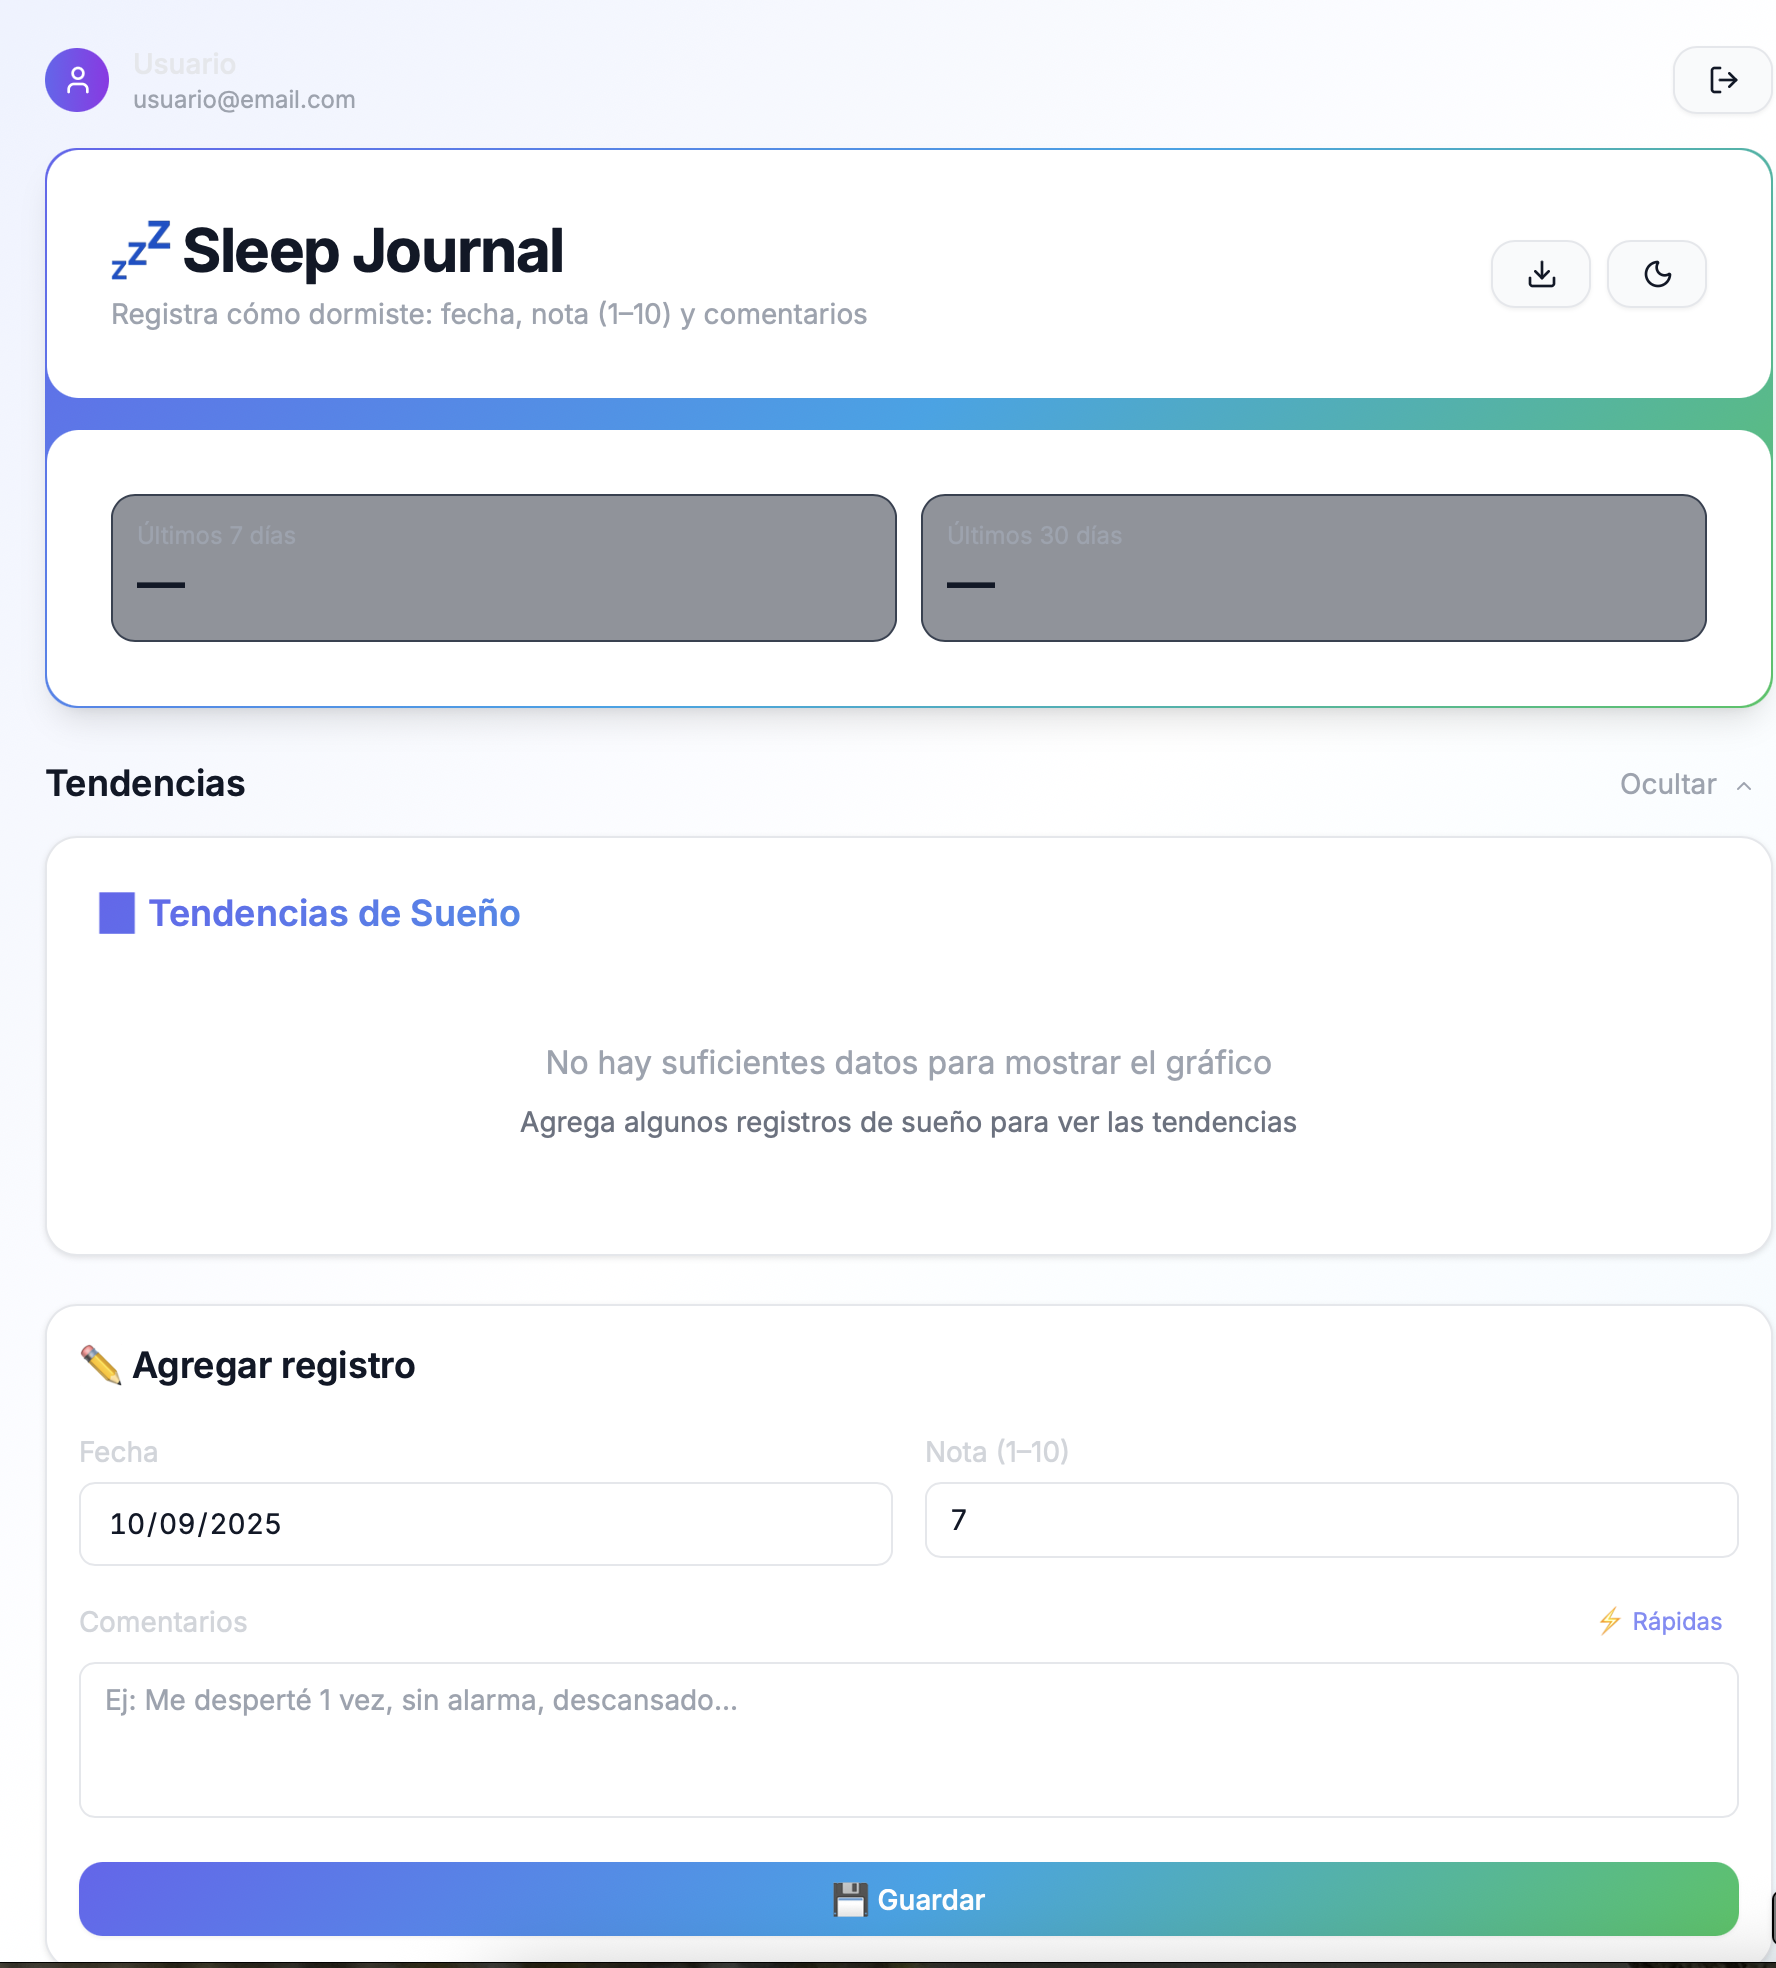 Usuario
usuario@email.com
💤 Sleep Journal
Registra cómo dormiste: fecha, nota (1–10) y comentarios
Últimos 7 días
—
Últimos 30 días
—
Tendencias
Ocultar
Tendencias de Sueño
No hay suficientes datos para mostrar el gráfico
Agrega algunos registros de sueño para ver las tendencias
✏️ Agregar registro
Fecha
Nota (1–10)
10/09/2025
7
Comentarios
⚡ Rápidas
Ej: Me desperté 1 vez, sin alarma, descansado...
💾 Guardar